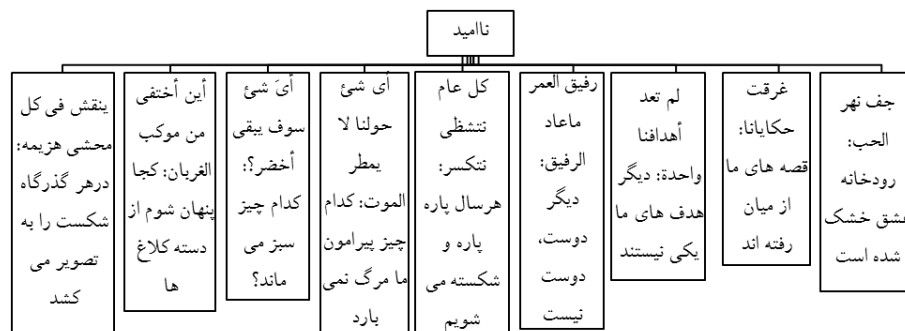 ناامید
جف نهر
الحب:
رودخانه
عشق خشک
شده است
غرقت
حکایانا:
قصه های ما
از میان
رفته اند
لم تعد
أهدافنا
واحدة: دیگر
هدف های ما
یکی نیستند
رفیق العمر
ماعاد
الرفیق:
دیگر
دوست،
دوست
نیست
کل عام
نتشظی
نتکسر:
هرسال پاره
پاره و
شکسته می
شویم
أی شئ
حولنا لا
یمطر
الموت: کدام
چیز پیرامون
ما مرگ نمی
بارد
أیَ شئ
سوف یبقی
أخضر؟:
کدام چیز
سبز می
ماند؟
أین أختفی
من موکب
الغربان: کجا
پنهان شوم از
دسته کلاغ
ها
ینقش فی کل
محشی هزیمه:
درهر گذرگاه
شکست را به
تصویر می
کشد